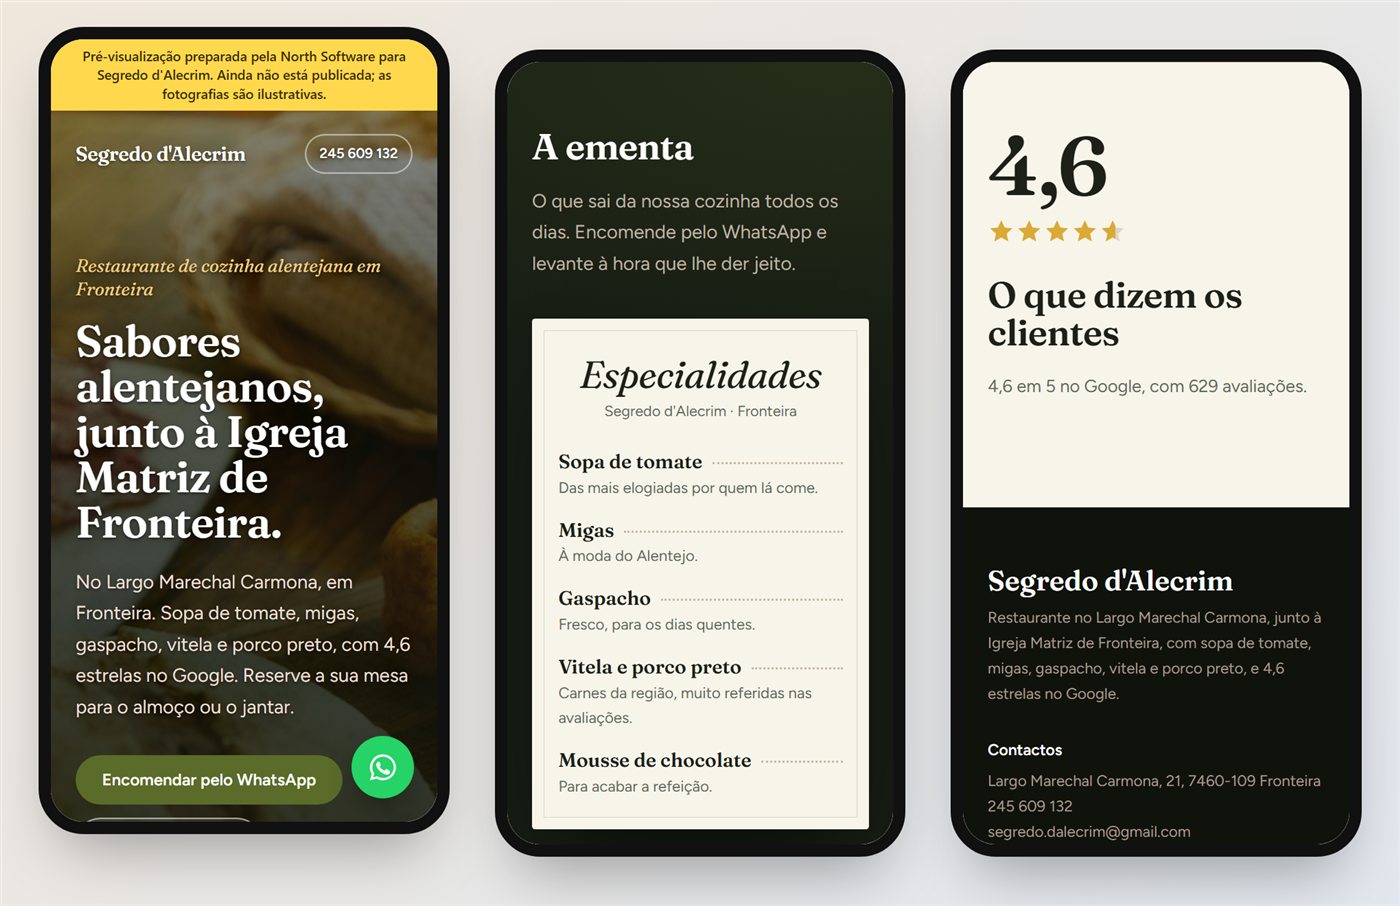 Pré-visualização preparada pela North Software para
Segredo d'Alecrim. Ainda não está publicada; as
fotografias são ilustrativas.
Segredo d'Alecrim
245 609 132
Restaurante de cozinha alentejana em
Fronteira
Sabores
alentejanos,
junto à Igreja
Matriz de
Fronteira.
No Largo Marechal Carmona, em
Fronteira. Sopa de tomate, migas,
gaspacho, vitela e porco preto, com 4,6
estrelas no Google. Reserve a sua mesa
para o almoço ou o jantar.
Encomendar pelo WhatsApp
A ementa
O que sai da nossa cozinha todos os
dias. Encomende pelo WhatsApp e
levante à hora que lhe der jeito.
Especialidades
Segredo d'Alecrim · Fronteira
Sopa de tomate
Das mais elogiadas por quem lá come.
Migas
À moda do Alentejo.
Gaspacho
Fresco, para os dias quentes.
Vitela e porco preto
Carnes da região, muito referidas nas
avaliações.
Mousse de chocolate
Para acabar a refeição.
4,6
O que dizem os
clientes
4,6 em 5 no Google, com 629 avaliações.
Segredo d'Alecrim
Restaurante no Largo Marechal Carmona, junto à
Igreja Matriz de Fronteira, com sopa de tomate,
migas, gaspacho, vitela e porco preto, e 4,6
estrelas no Google.
Contactos
Largo Marechal Carmona, 21, 7460-109 Fronteira
245 609 132
segredo.dalecrim@gmail.com